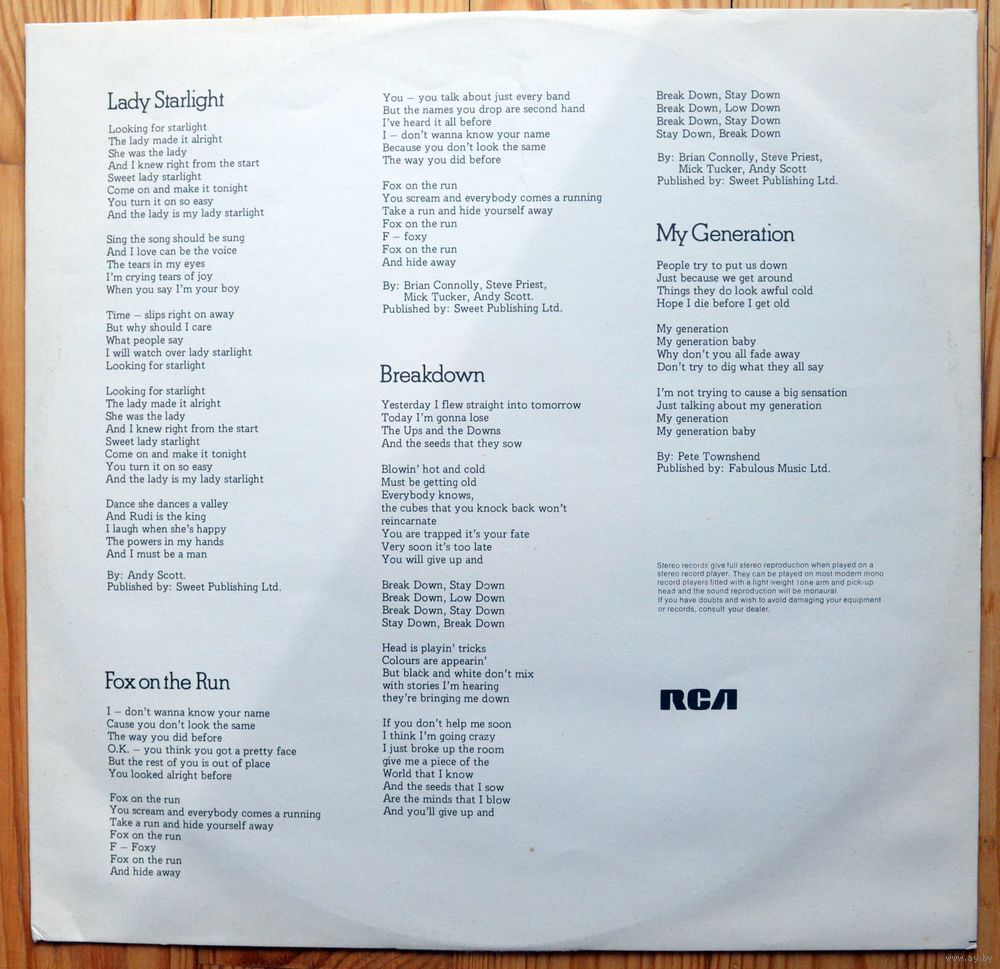 Lady Starlight
Looking for starlight
The lady made it alright
She was the lady
And I knew right from the start
Sweet lady starlight
Come on and make it tonight
You turn it on so easy
And the lady is my lady starlight
Sing the song should be sung
And I love can be the voice
The tears in my eyes
I'm crying tears of joy
When you say I'm your boy
Time – slips right on away
But why should I care
What people say
I will watch over lady starlight
Looking for starlight
Looking for starlight
The lady made it alright
She was the lady
And I knew right from the start
Sweet lady starlight
Come on and make it tonight
You turn it on so easy
And the lady is my lady starlight
Dance she dances a valley
And Rudi is the king
I laugh when she's happy
The powers in my hands
And I must be a man
By: Andy Scott.
Published by: Sweet Publishing Ltd.
Fox on the Run
I – don't wanna know your name
Cause you don't look the same
The way you did before
O.K. – you think you got a pretty face
But the rest of you is out of place
You looked alright before
Fox on the run
You scream and everybody comes a running
Take a run and hide yourself away
Fox on the run
F – Foxy
Fox on the run
And hide away
You – you talk about just every band
But the names you drop are second hand
I've heard it all before
I – don't wanna know your name
Because you don't look the same
The way you did before
Fox on the run
You scream and everybody comes a running
Take a run and hide yourself away
Fox on the run
F – foxy
Fox on the run
And hide away
By: Brian Connolly, Steve Priest,
Mick Tucker, Andy Scott.
Published by: Sweet Publishing Ltd.
Breakdown
Yesterday I flew straight into tomorrow
Today I'm gonna lose
The Ups and the Downs
And the seeds that they sow
Blowin' hot and cold
Must be getting old
Everybody knows,
the cubes that you knock back won't
reincarnate
You are trapped it's your fate
Very soon it's too late
You will give up and
Break Down, Stay Down
Break Down, Low Down
Break Down, Stay Down
Stay Down, Break Down
Head is playin' tricks
Colours are appearin'
But black and white don't mix
with stories I'm hearing
they're bringing me down
If you don't help me soon
I think I'm going crazy
I just broke up the room
give me a piece of the
World that I know
And the seeds that I sow
Are the minds that I blow
And you'll give up and
Break Down, Stay Down
Break Down, Low Down
Break Down, Stay Down
Stay Down, Break Down
By: Brian Connolly, Steve Priest,
Mick Tucker, Andy Scott
Published by: Sweet Publishing Ltd.
My Generation
People try to put us down
Just because we get around
Things they do look awful cold
Hope I die before I get old
My generation
My generation baby
Why don't you all fade away
Don't try to dig what they all say
I'm not trying to cause a big sensation
Just talking about my generation
My generation
My generation baby
By: Pete Townshend
Published by: Fabulous Music Ltd.
Stereo records give full stereo reproduction when played on a
stereo record player. They can be played on most modern mono
record players fitted with a light weight tone arm and pick-up
head and the sound reproduction will be monaural.
If you have doubts and wish to avoid damaging your equipment
or records, consult your dealer.
RCA
www.ay.by